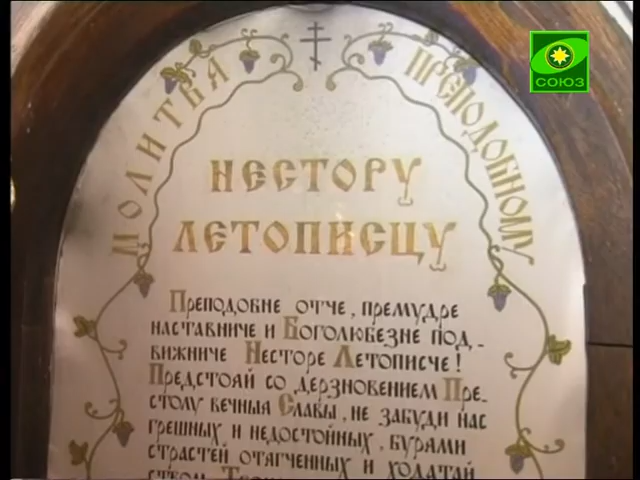 СОЮЗ
МОЛИТВА ПРЕПОДОБНОМУ
НЕСТОРУ
ЛЕТОПИСЦУ
Преподобне отче, премудре
наставниче и Боголюбезне под-
вижниче Несторе Летописче!
Предстояй со дерзновением Пре-
столу вечныя Славы, не забуди нас
грешных и недостойных, бурями
страстей отягченных и ходатай
ством